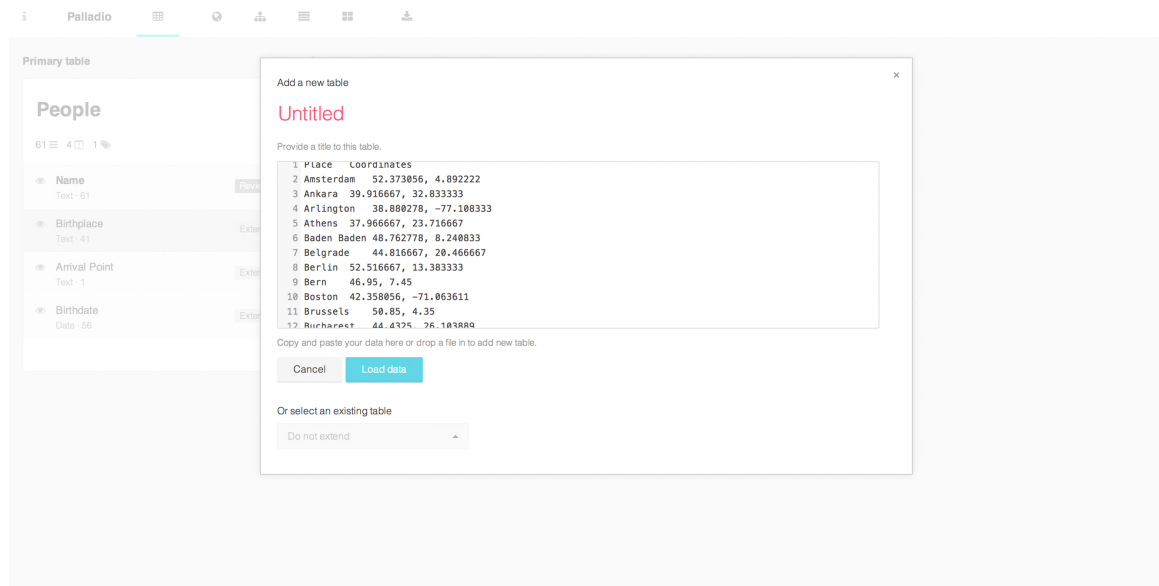 Palladio
Primary table
People
61 4 1
Name
Text · 61
Birthplace
Text · 41
Arrival Point
Text · 1
Birthdate
Date · 56
Add a new table
×
Untitled
Provide a title to this table.
1 Place Coordinates
2 Amsterdam 52.373056, 4.892222
3 Ankara 39.916667, 32.833333
4 Arlington 38.880278, -77.108333
5 Athens 37.966667, 23.716667
6 Baden Baden 48.762778, 8.240833
7 Belgrade 44.816667, 20.466667
8 Berlin 52.516667, 13.383333
9 Bern 46.95, 7.45
10 Boston 42.358056, -71.063611
11 Brussels 50.85, 4.35
12 Bucharest 44.4325, 26.103889
Copy and paste your data here or drop a file in to add new table.
Cancel Load data
Or select an existing table
Do not extend